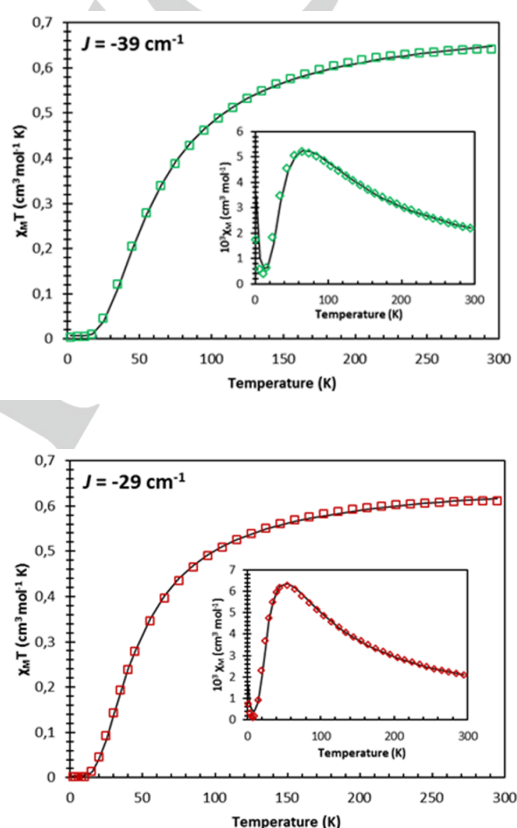 0,7
J = -39 cm⁻¹
0,6
0,5
0,4
0,3
0,2
0,1
0
χMT (cm³ mol⁻¹ K)
6
5
4
3
2
1
0
10³χM (cm³ mol⁻¹)
0 100 200 300
Temperature (K)
0 50 100 150 200 250 300
Temperature (K)
0,7
J = -29 cm⁻¹
0,6
0,5
0,4
0,3
0,2
0,1
0
χMT (cm³ mol⁻¹ K)
7
6
5
4
3
2
1
0
10³ χM (cm³ mol⁻¹)
0 100 200 300
Temperature (K)
0 50 100 150 200 250 300
Temperature (K)